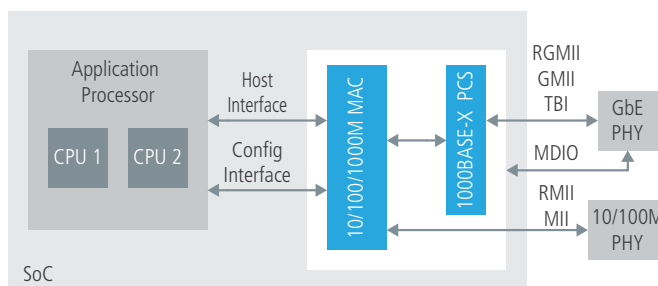 Application
Processor
CPU 1
CPU 2
Host
Interface
Config
Interface
10/100/1000M MAC
1000BASE-X PCS
RGMII
GMII
TBI
MDIO
RMII
MII
GbE
PHY
10/100M
PHY
SoC